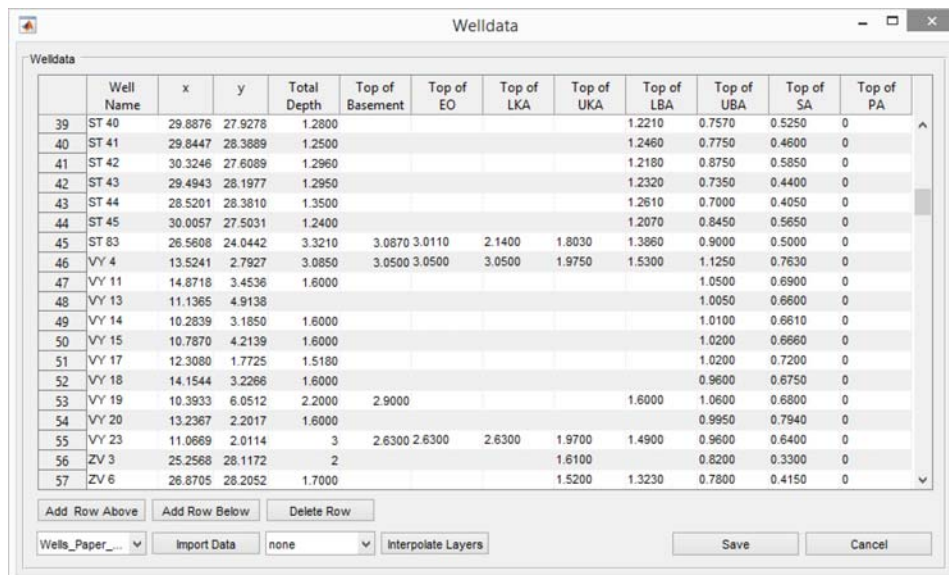 Welldata
Welldata
Well Name x y Total Depth Top of Basement Top of EO Top of LKA Top of UKA Top of LBA Top of UBA Top of SA Top of PA
39 ST 40 29.8876 27.9278 1.2800 1.2210 0.7570 0.5250 0
40 ST 41 29.8447 28.3889 1.2500 1.2460 0.7750 0.4600 0
41 ST 42 30.3246 27.6089 1.2960 1.2180 0.8750 0.5850 0
42 ST 43 29.4943 28.1977 1.2950 1.2320 0.7350 0.4400 0
43 ST 44 28.5201 28.3810 1.3500 1.2610 0.7000 0.4050 0
44 ST 45 30.0057 27.5031 1.2400 1.2070 0.8450 0.5650 0
45 ST 83 26.5608 24.0442 3.3210 3.0870 3.0110 2.1400 1.8030 1.3860 0.9000 0.5000 0
46 VY 4 13.5241 2.7927 3.0850 3.0500 3.0500 3.0500 1.9750 1.5300 1.1250 0.7630 0
47 VY 11 14.8718 3.4536 1.6000 1.0500 0.6900 0
48 VY 13 11.1365 4.9138 1.0050 0.6600 0
49 VY 14 10.2839 3.1850 1.6000 1.0100 0.6610 0
50 VY 15 10.7870 4.2139 1.6000 1.0200 0.6660 0
51 VY 17 12.3080 1.7725 1.5180 1.0200 0.7200 0
52 VY 18 14.1544 3.2266 1.6000 0.9600 0.6750 0
53 VY 19 10.3933 6.0512 2.2000 2.9000 1.6000 1.0600 0.6800 0
54 VY 20 13.2367 2.2017 1.6000 0.9950 0.7940 0
55 VY 23 11.0669 2.0114 3 2.6300 2.6300 2.6300 1.9700 1.4900 0.9600 0.6400 0
56 ZV 3 25.2568 28.1172 2 1.6100 0.8200 0.3300 0
57 ZV 6 26.8705 28.2052 1.7000 1.5200 1.3230 0.7800 0.4150 0
Add Row Above Add Row Below Delete Row
Wells_Paper_... Import Data none Interpolate Layers Save Cancel